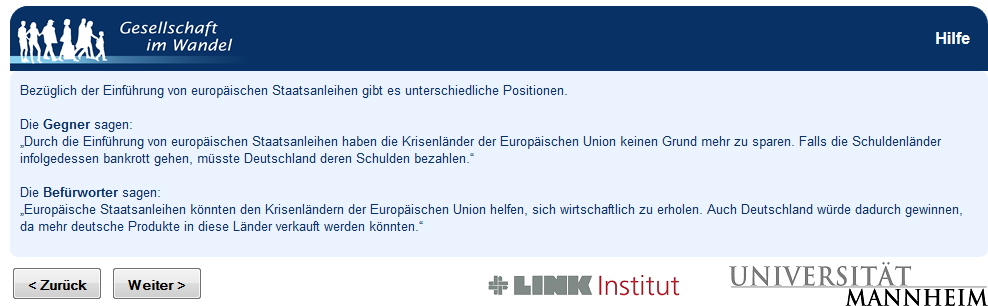 Gesellschaft
im Wandel
Hilfe
Bezüglich der Einführung von europäischen Staatsanleihen gibt es unterschiedliche Positionen.
Die Gegner sagen:
„Durch die Einführung von europäischen Staatsanleihen haben die Krisenländer der Europäischen Union keinen Grund mehr zu sparen. Falls die Schuldenländer
infolgedessen bankrott gehen, müsste Deutschland deren Schulden bezahlen.“
Die Befürworter sagen:
„Europäische Staatsanleihen könnten den Krisenländern der Europäischen Union helfen, sich wirtschaftlich zu erholen. Auch Deutschland würde dadurch gewinnen,
da mehr deutsche Produkte in diese Länder verkauft werden könnten.“
< Zurück
Weiter >
LINK Institut
UNIVERSITÄT
MANNHEIM